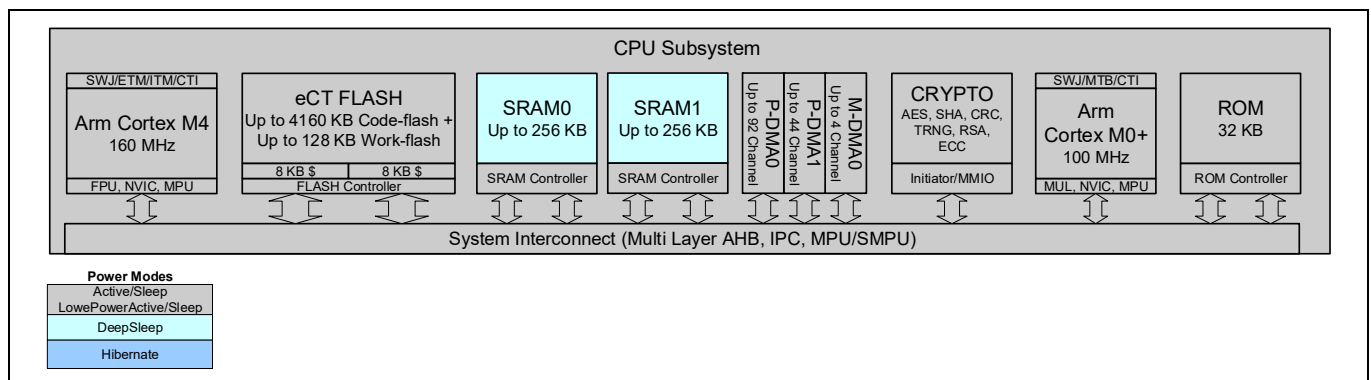 CPU Subsystem
SWJ/ETM/ITM/CTI
Arm Cortex M4
160 MHz
FPU, NVIC, MPU
eCT FLASH
Up to 4160 KB Code-flash +
Up to 128 KB Work-flash
8 KB $
8 KB $
FLASH Controller
SRAM0
Up to 256 KB
SRAM Controller
SRAM1
Up to 256 KB
SRAM Controller
P-DMA0
Up to 92 Channel
P-DMA1
Up to 44 Channel
M-DMA0
Up to 4 Channel
CRYPTO
AES, SHA, CRC,
TRNG, RSA,
ECC
Initiator/MMIO
SWJ/MTB/CTI
Arm
Cortex M0+
100 MHz
MUL, NVIC, MPU
ROM
32 KB
ROM Controller
System Interconnect (Multi Layer AHB, IPC, MPU/SMPU)
Power Modes
Active/Sleep
LowePowerActive/Sleep
DeepSleep
Hibernate